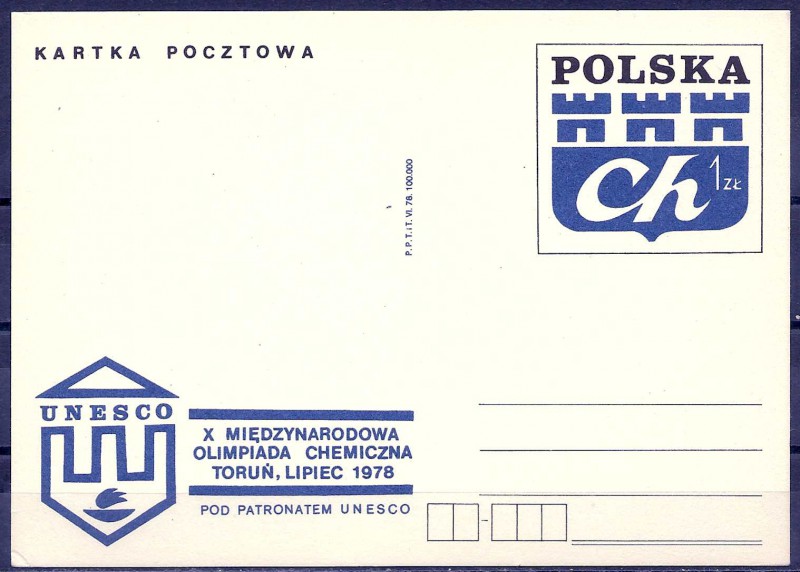 KARTKA POCZTOWA
POLSKA
Ch 1 ZŁ
P.P.T.iT. VI. 78. 100.000
UNESCO
X MIĘDZYNARODOWA
OLIMPIADA CHEMICZNA
TORUŃ, LIPIEC 1978
POD PATRONATEM UNESCO
-